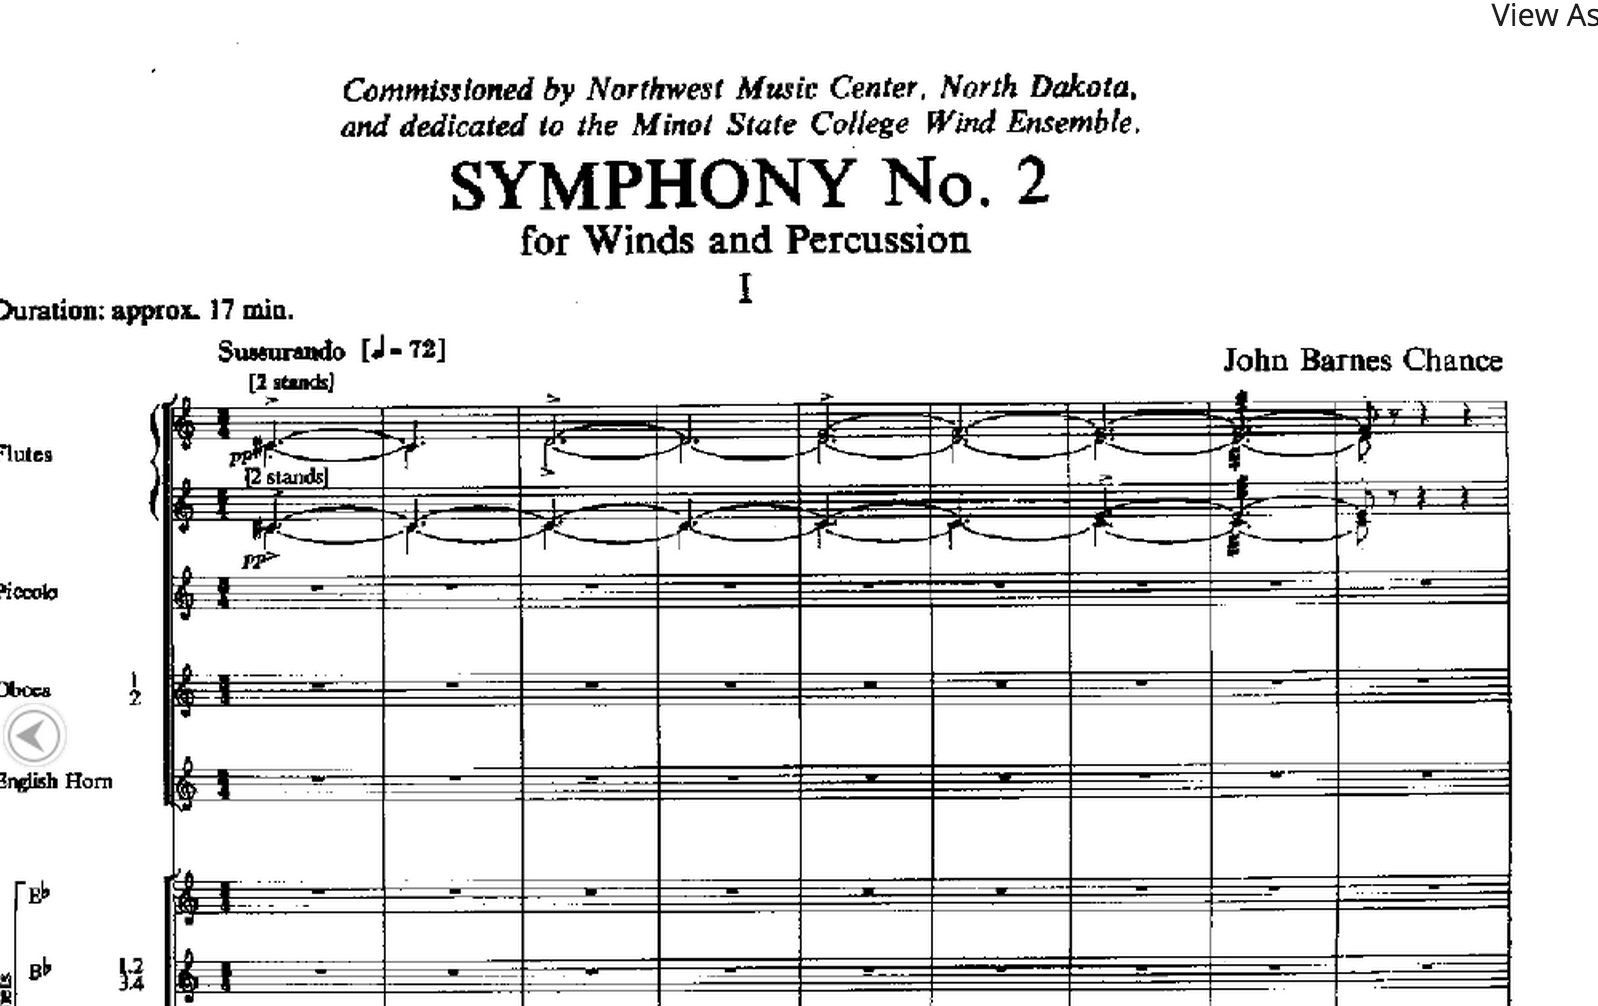 View As
Commissioned by Northwest Music Center, North Dakota,
and dedicated to the Minot State College Wind Ensemble.
SYMPHONY No. 2
for Winds and Percussion
I
Duration: approx. 17 min.
Sussurando [♩= 72]
John Barnes Chance
[2 stands]
Flutes
pp
[2 stands]
pp
Piccolo
Oboes 1
2
English Horn
E♭
B♭ 1.2
3.4